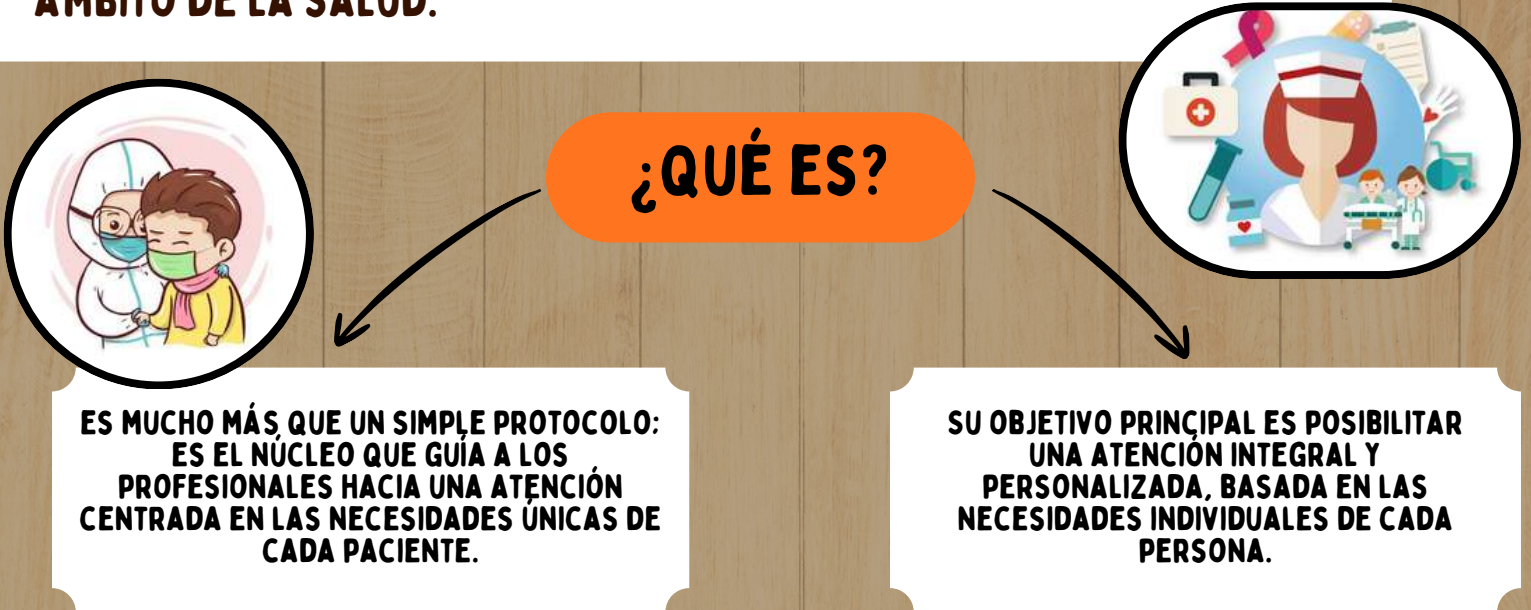 ÁMBITO DE LA SALUD.
¿QUÉ ES?
ES MUCHO MÁS QUE UN SIMPLE PROTOCOLO:
ES EL NÚCLEO QUE GUÍA A LOS
PROFESIONALES HACIA UNA ATENCIÓN
CENTRADA EN LAS NECESIDADES ÚNICAS DE
CADA PACIENTE.
SU OBJETIVO PRINCIPAL ES POSIBILITAR
UNA ATENCIÓN INTEGRAL Y
PERSONALIZADA, BASADA EN LAS
NECESIDADES INDIVIDUALES DE CADA
PERSONA.